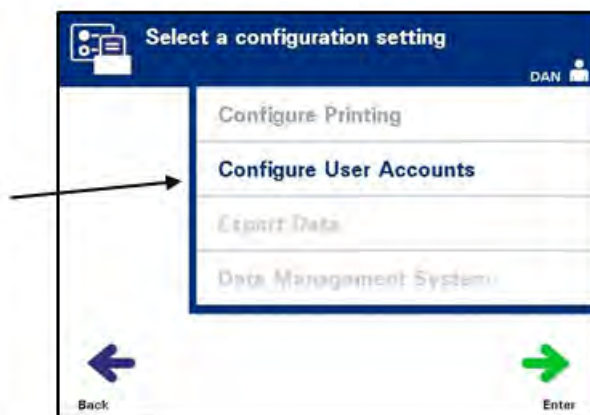 Select a configuration setting
DAN
Configure Printing
Configure User Accounts
Export Data
Data Management System
Back
Enter